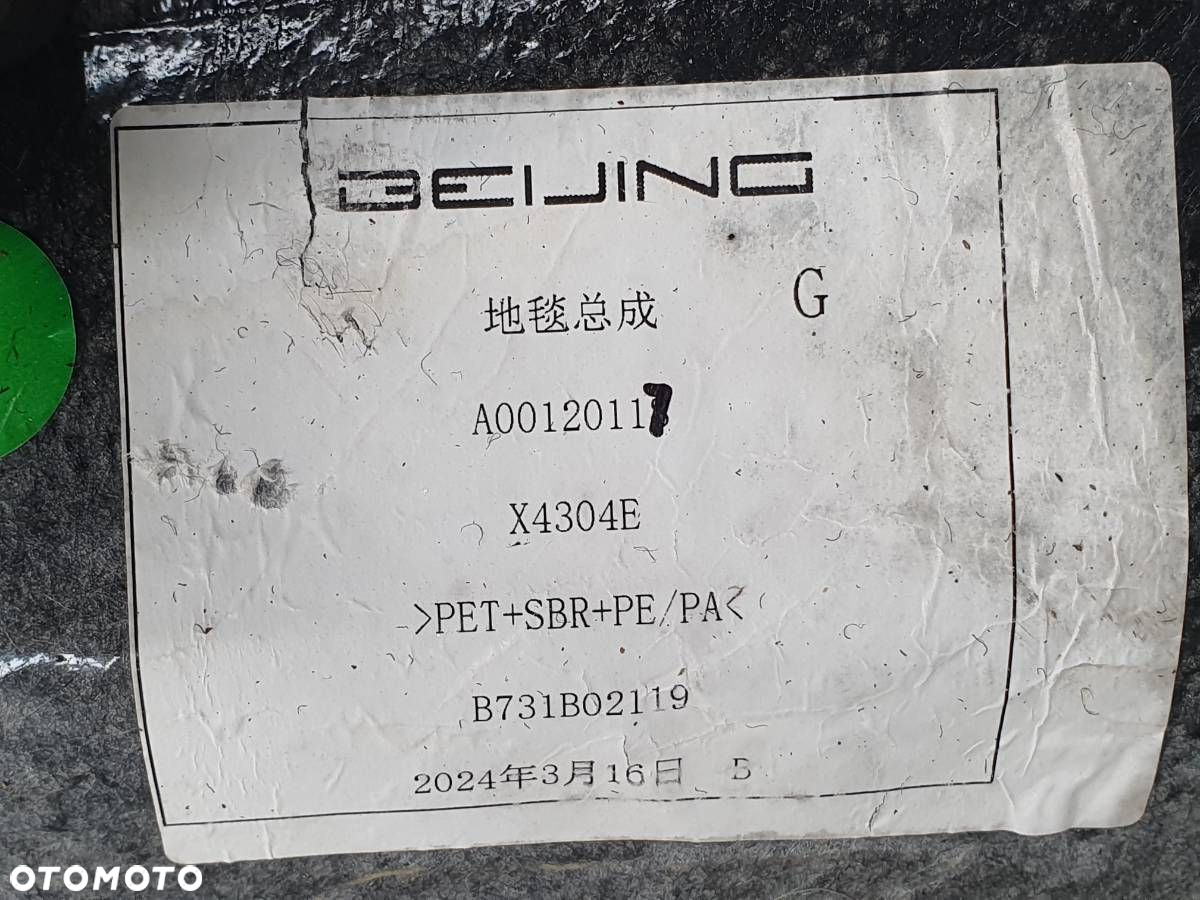 BEIJING
地毯总成 G
A00120117
X4304E
>PET+SBR+PE/PA<
B731B02119
2024年3月16日 B
OTOMOTO